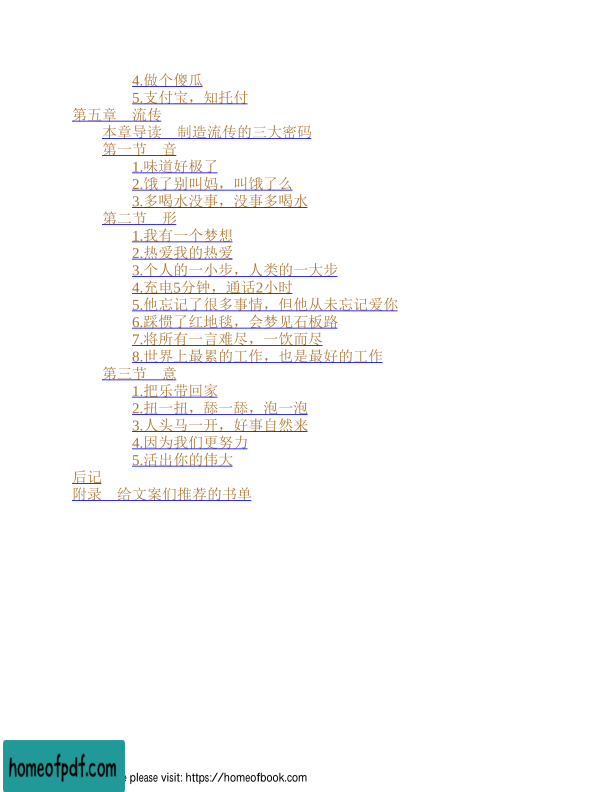 4.做个傻瓜
5.支付宝，知托付
第五章　流传
本章导读　制造流传的三大密码
第一节　音
1.味道好极了
2.饿了别叫妈，叫饿了么
3.多喝水没事，没事多喝水
第二节　形
1.我有一个梦想
2.热爱我的热爱
3.个人的一小步，人类的一大步
4.充电5分钟，通话2小时
5.他忘记了很多事情，但他从未忘记爱你
6.踩惯了红地毯，会梦见石板路
7.将所有一言难尽，一饮而尽
8.世界上最累的工作，也是最好的工作
第三节　意
1.把乐带回家
2.扭一扭，舔一舔，泡一泡
3.人头马一开，好事自然来
4.因为我们更努力
5.活出你的伟大
后记
附录　给文案们推荐的书单
homeofpdf.com
please visit: https://homeofbook.com